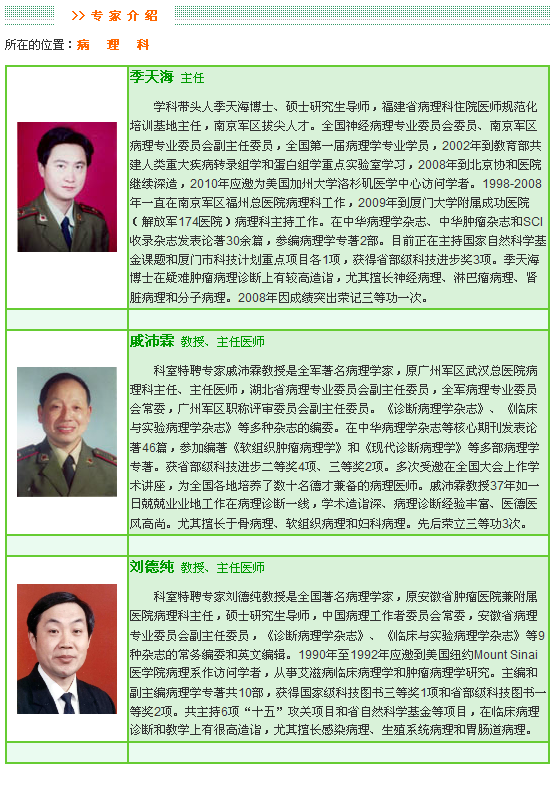 >> 专家介绍
所在的位置：病 理 科
季天海 主任
学科带头人季天海博士、硕士研究生导师，福建省病理科住院医师规范化
培训基地主任，南京军区拔尖人才。全国神经病理专业委员会委员、南京军区
病理专业委员会副主任委员，全国第一届病理学专业学员，2002年到教育部共
建人类重大疾病转录组学和蛋白组学重点实验室学习，2008年到北京协和医院
继续深造，2010年应邀为美国加州大学洛杉矶医学中心访问学者。1998-2008
年一直在南京军区福州总医院病理科工作，2009年到厦门大学附属成功医院
（解放军174医院）病理科主持工作。在中华病理学杂志、中华肿瘤杂志和SCI
收录杂志发表论著30余篇，参编病理学专著2部。目前正在主持国家自然科学基
金课题和厦门市科技计划重点项目各1项，获得省部级科技进步奖3项。季天海
博士在疑难肿瘤病理诊断上有较高造诣，尤其擅长神经病理、淋巴瘤病理、肾
脏病理和分子病理。2008年因成绩突出荣记三等功一次。
戚沛霖 教授、主任医师
科室特聘专家戚沛霖教授是全军著名病理学家，原广州军区武汉总医院病
理科主任、主任医师，湖北省病理专业委员会副主任委员，全军病理专业委员
会常委，广州军区职称评审委员会副主任委员。《诊断病理学杂志》、《临床
与实验病理学杂志》等多种杂志的编委。在中华病理学杂志等核心期刊发表论
著46篇，参加编著《软组织肿瘤病理学》和《现代诊断病理学》等多部病理学
专著。获省部级科技进步二等奖4项、三等奖2项。多次受邀在全国大会上作学
术讲座，为全国各地培养了数十名德才兼备的病理医师。戚沛霖教授37年如一
日兢兢业业地工作在病理诊断一线，学术造诣深、病理诊断经验丰富、医德医
风高尚。尤其擅长于骨病理、软组织病理和妇科病理。先后荣立三等功3次。
刘德纯 教授、主任医师
科室特聘专家刘德纯教授是全国著名病理学家，原安徽省肿瘤医院兼附属
医院病理科主任，硕士研究生导师，中国病理工作者委员会常委，安徽省病理
专业委员会副主任委员，《诊断病理学杂志》、《临床与实验病理学杂志》等9
种杂志的常务编委和英文编辑。1990年至1992年应邀到美国纽约Mount Sinai
医学院病理系作访问学者，从事艾滋病临床病理学和肿瘤病理学研究。主编和
副主编病理学专著共10部，获得国家级科技图书三等奖1项和省部级科技图书一
等奖2项。共主持6项“十五”攻关项目和省自然科学基金等项目，在临床病理
诊断和教学上有很高造诣，尤其擅长感染病理、生殖系统病理和胃肠道病理。